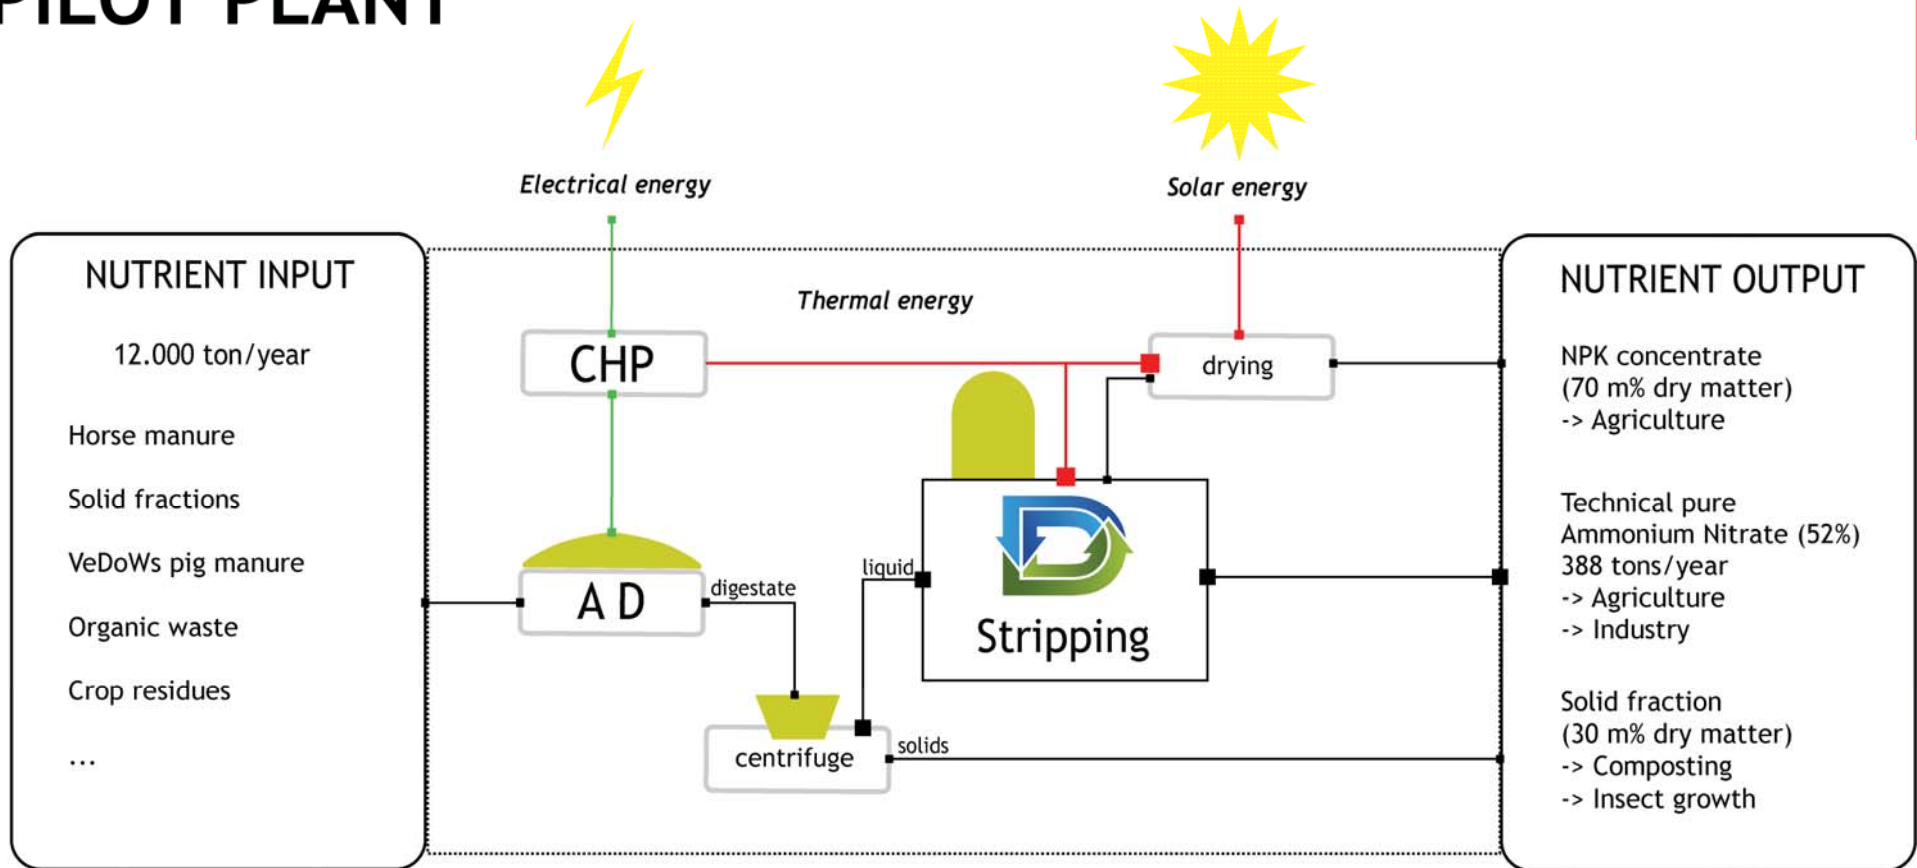 PILOT PLANT
Electrical energy
Solar energy
NUTRIENT INPUT
12.000 ton/year
Horse manure
Solid fractions
VeDoWs pig manure
Organic waste
Crop residues
...
Thermal energy
CHP
drying
A D
digestate
liquid
Stripping
centrifuge
solids
NUTRIENT OUTPUT
NPK concentrate
(70 m% dry matter)
-> Agriculture
Technical pure
Ammonium Nitrate (52%)
388 tons/year
-> Agriculture
-> Industry
Solid fraction
(30 m% dry matter)
-> Composting
-> Insect growth